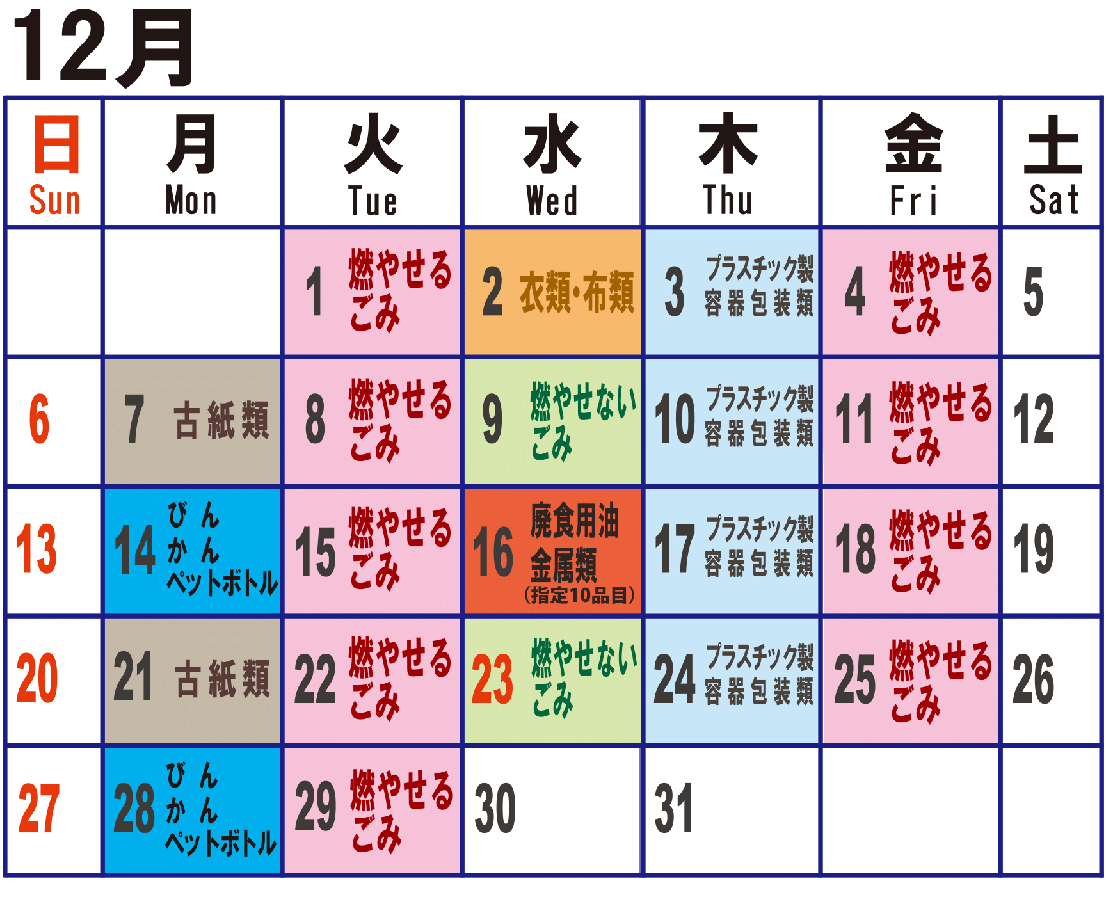 12月
日 月 火 水 木 金 土
Sun Mon Tue Wed Thu Fri Sat
1 燃やせる
ごみ
2 衣類・布類
3 プラスチック製
容器包装類
4 燃やせる
ごみ
5
6
7 古紙類
8 燃やせる
ごみ
9 燃やせない
ごみ
10 プラスチック製
容器包装類
11 燃やせる
ごみ
12
13
14 びん
かん
ペットボトル
15 燃やせる
ごみ
16 廃食用油
金属類
(指定10品目)
17 プラスチック製
容器包装類
18 燃やせる
ごみ
19
20
21 古紙類
22 燃やせる
ごみ
23 燃やせない
ごみ
24 プラスチック製
容器包装類
25 燃やせる
ごみ
26
27
28 びん
かん
ペットボトル
29 燃やせる
ごみ
30
31